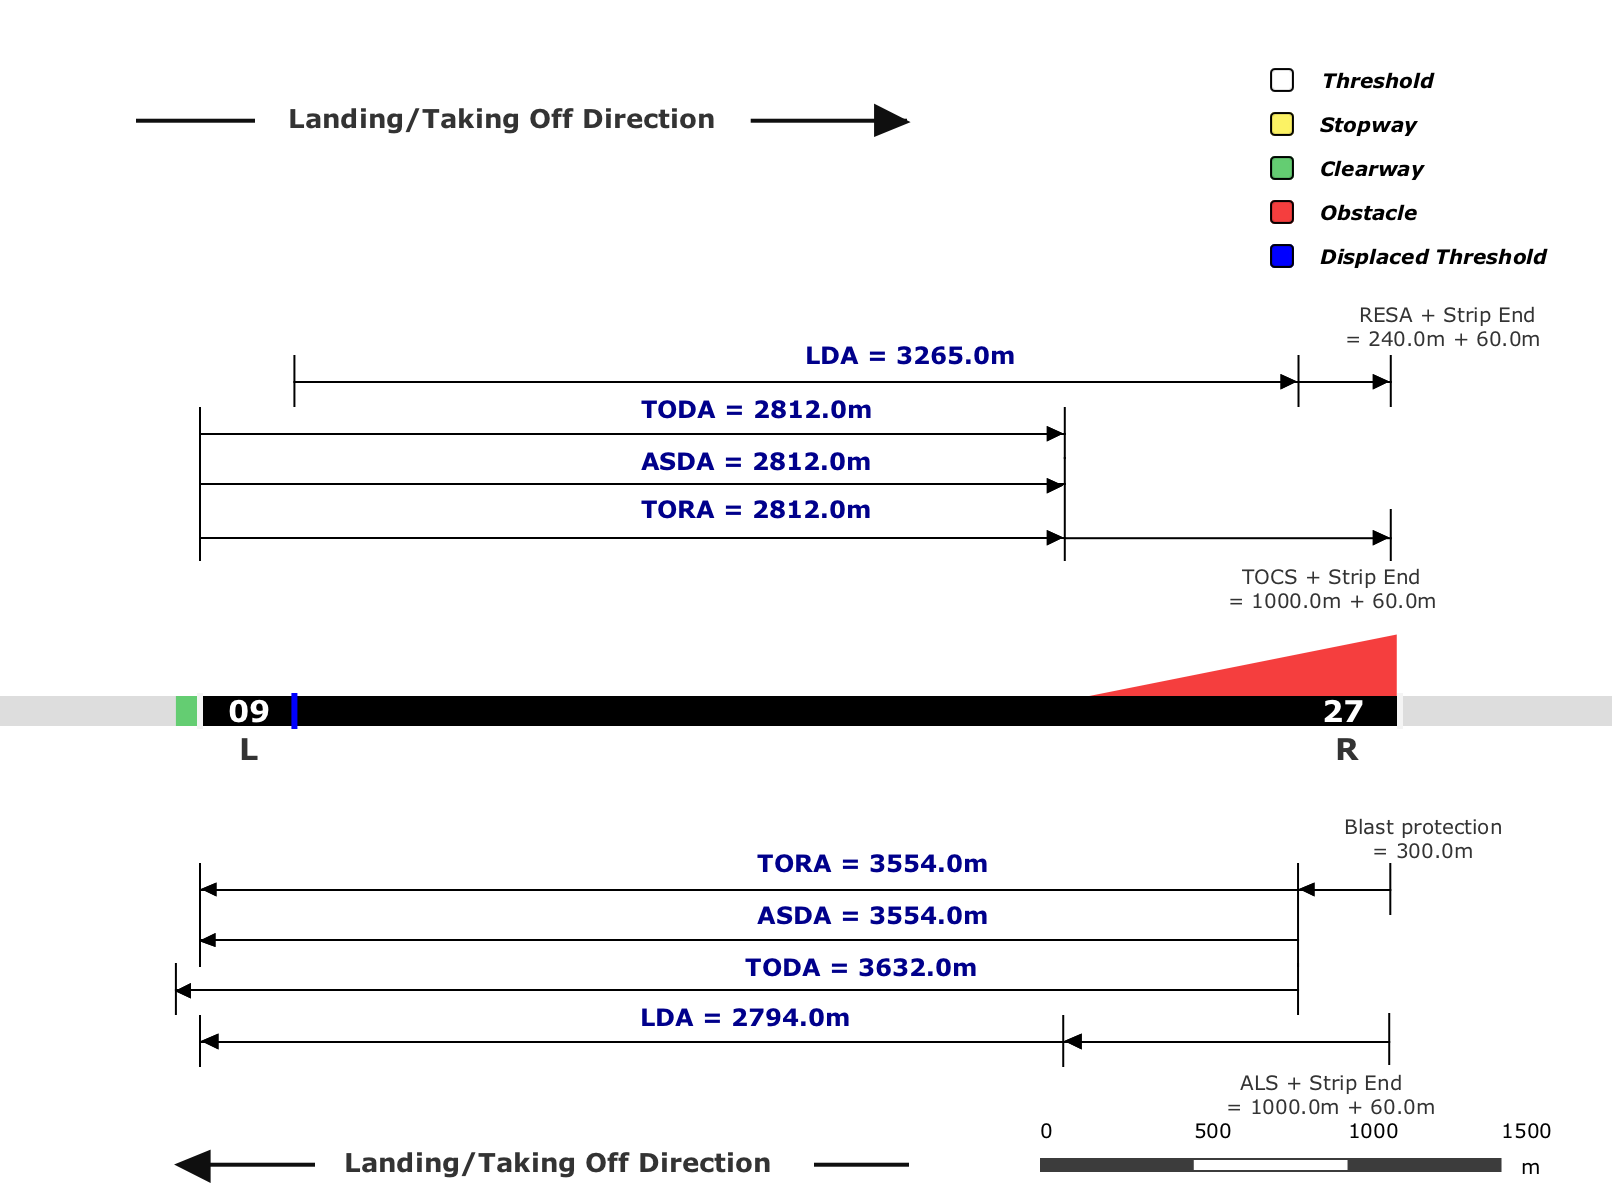 Landing/Taking Off Direction
Threshold
Stopway
Clearway
Obstacle
Displaced Threshold
RESA + Strip End
= 240.0m + 60.0m
LDA = 3265.0m
TODA = 2812.0m
ASDA = 2812.0m
TORA = 2812.0m
TOCS + Strip End
= 1000.0m + 60.0m
09
27
L
R
Blast protection
= 300.0m
TORA = 3554.0m
ASDA = 3554.0m
TODA = 3632.0m
LDA = 2794.0m
ALS + Strip End
= 1000.0m + 60.0m
0 500 1000 1500
m
Landing/Taking Off Direction